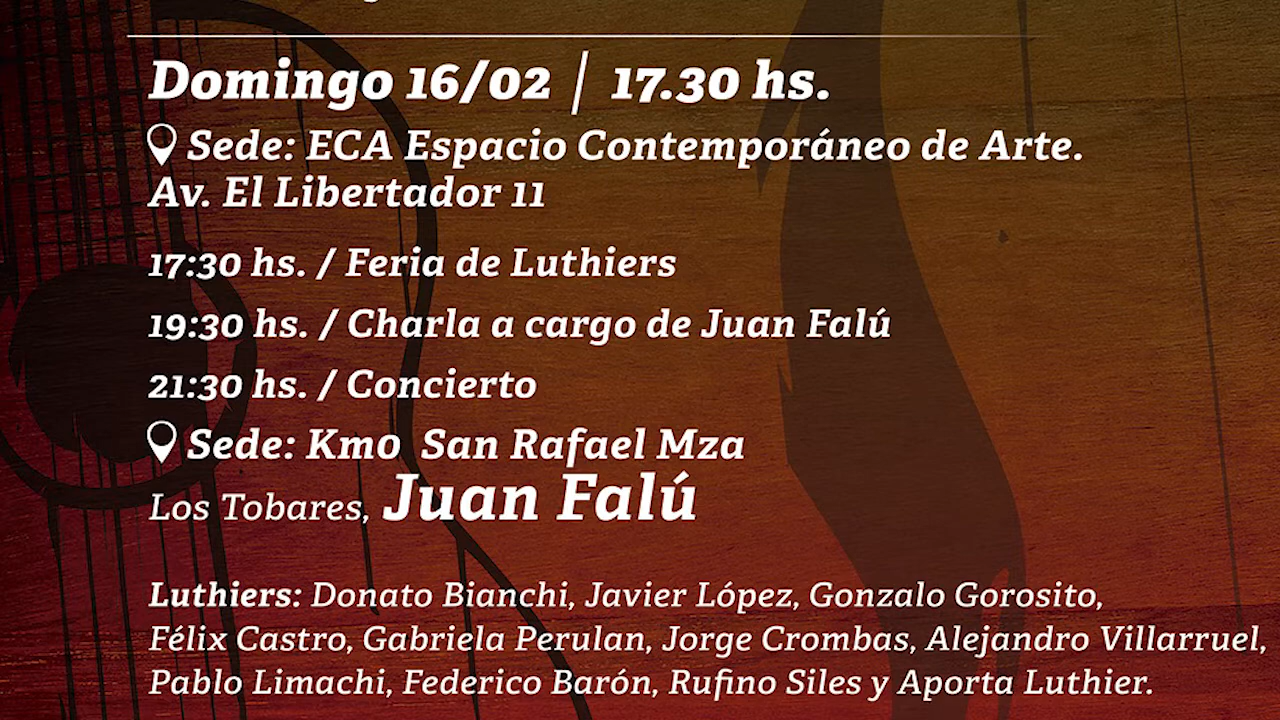 Domingo 16/02 | 17.30 hs.
Sede: ECA Espacio Contemporáneo de Arte.
Av. El Libertador 11
17:30 hs. / Feria de Luthiers
19:30 hs. / Charla a cargo de Juan Falú
21:30 hs. / Concierto
Sede: Km0 San Rafael Mza
Los Tobares, Juan Falú
Luthiers: Donato Bianchi, Javier López, Gonzalo Gorosito,
Félix Castro, Gabriela Perulan, Jorge Crombas, Alejandro Villarruel,
Pablo Limachi, Federico Barón, Rufino Siles y Aporta Luthier.